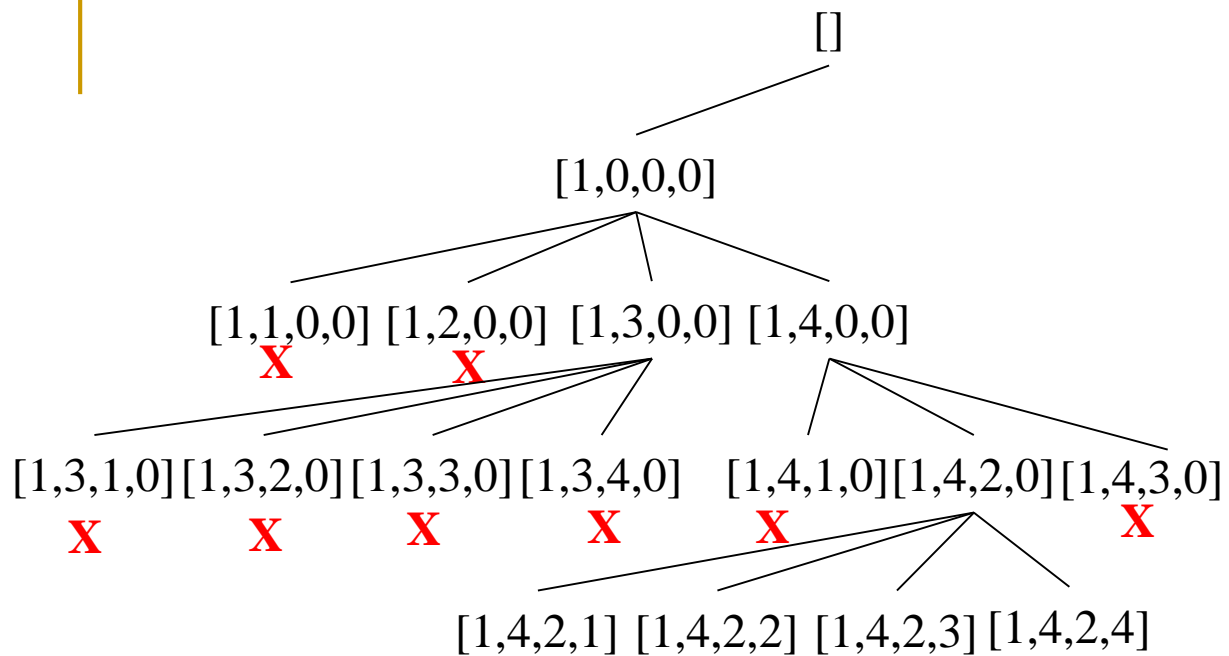 []
[1,0,0,0]
[1,1,0,0] [1,2,0,0] [1,3,0,0] [1,4,0,0]
X X
[1,3,1,0] [1,3,2,0] [1,3,3,0] [1,3,4,0] [1,4,1,0] [1,4,2,0] [1,4,3,0]
X X X X X X
[1,4,2,1] [1,4,2,2] [1,4,2,3] [1,4,2,4]